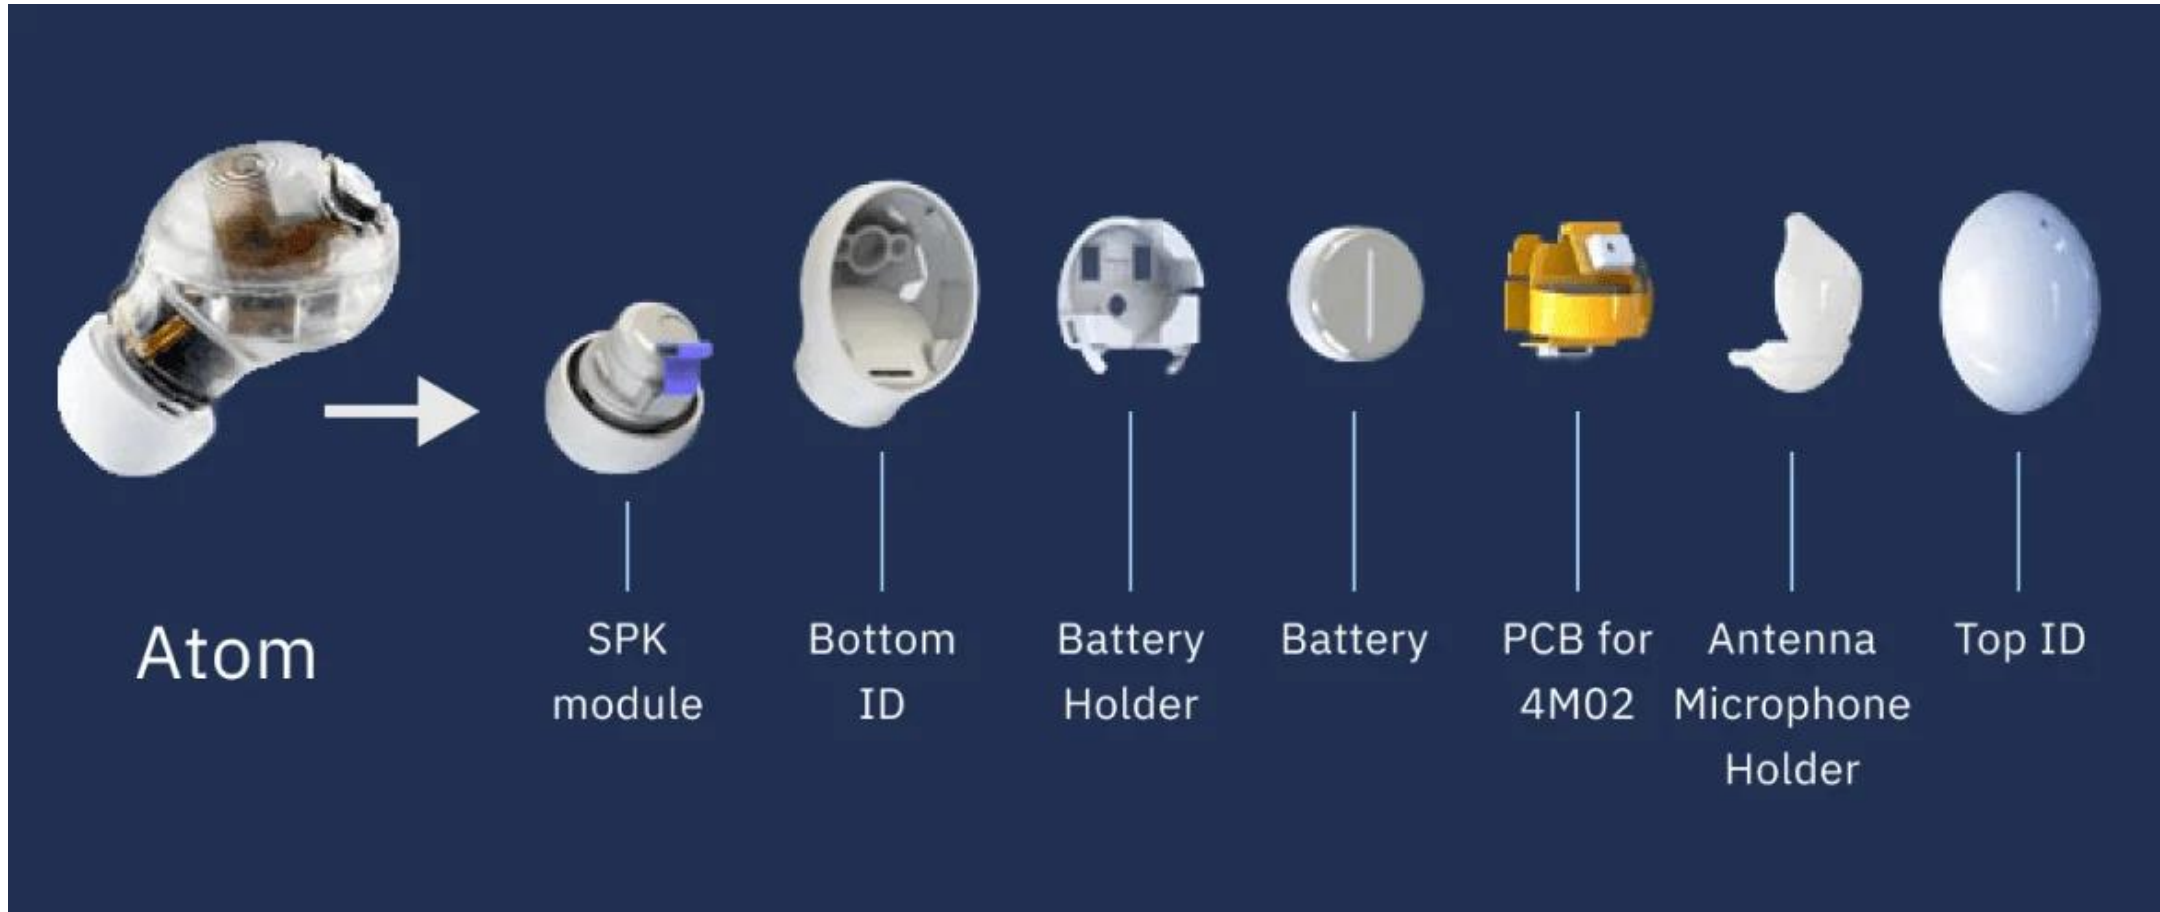 Atom
SPK
module
Bottom
ID
Battery
Holder
Battery
PCB for
4M02
Antenna
Microphone
Holder
Top ID